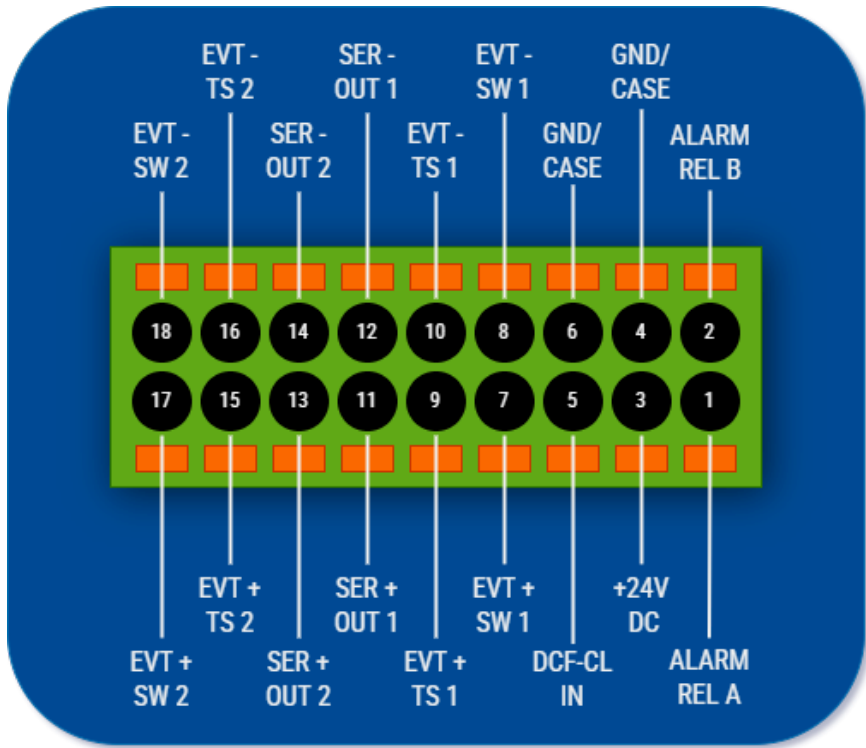 EVT - SER - EVT - GND/
TS 2 OUT 1 SW 1 CASE
EVT - SER - EVT - GND/ ALARM
SW 2 OUT 2 TS 1 CASE REL B
18 16 14 12 10 8 6 4 2
17 15 13 11 9 7 5 3 1
EVT + SER + EVT + +24V
TS 2 OUT 1 SW 1 DC
EVT + SER + EVT + DCF-CL ALARM
SW 2 OUT 2 TS 1 IN REL A